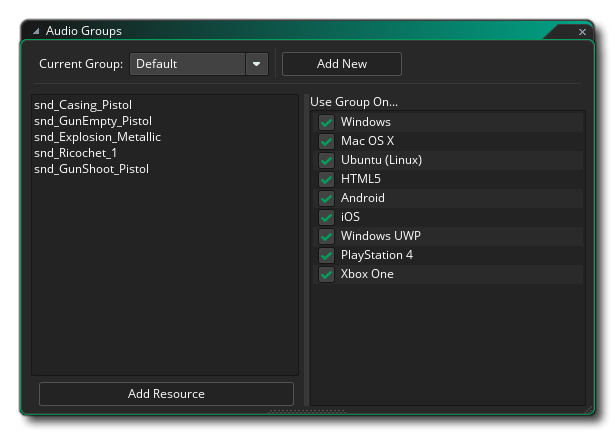 Audio Groups
Current Group: Default Add New
snd_Casing_Pistol
snd_GunEmpty_Pistol
snd_Explosion_Metallic
snd_Ricochet_1
snd_GunShoot_Pistol
Add Resource
Use Group On...
Windows
Mac OS X
Ubuntu (Linux)
HTML5
Android
iOS
Windows UWP
PlayStation 4
Xbox One